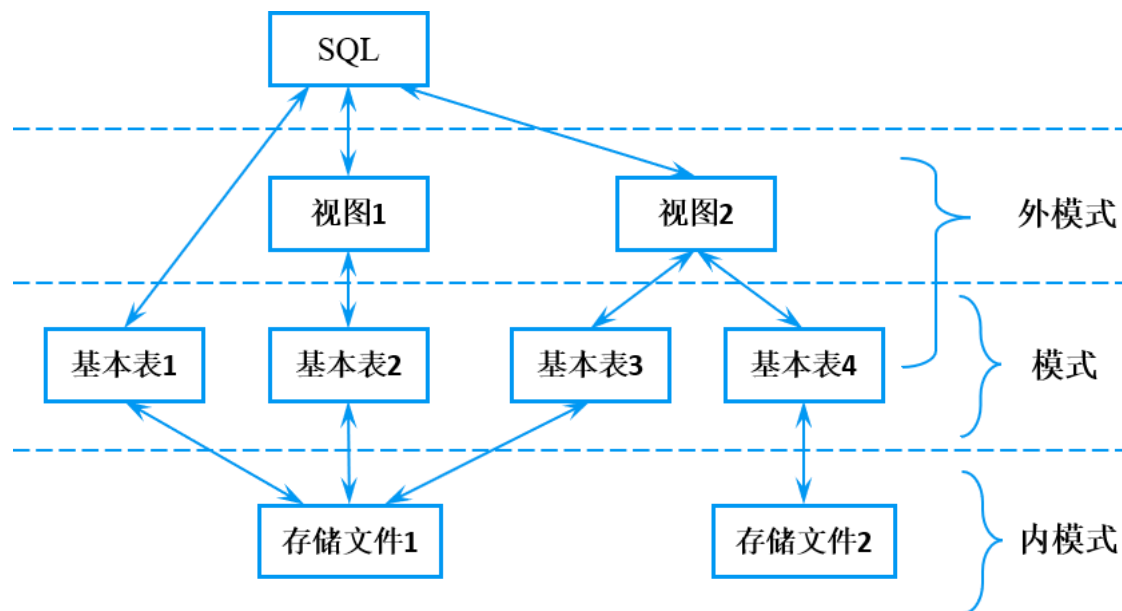 SQL
视图1
视图2
外模式
基本表1
基本表2
基本表3
基本表4
模式
存储文件1
存储文件2
内模式